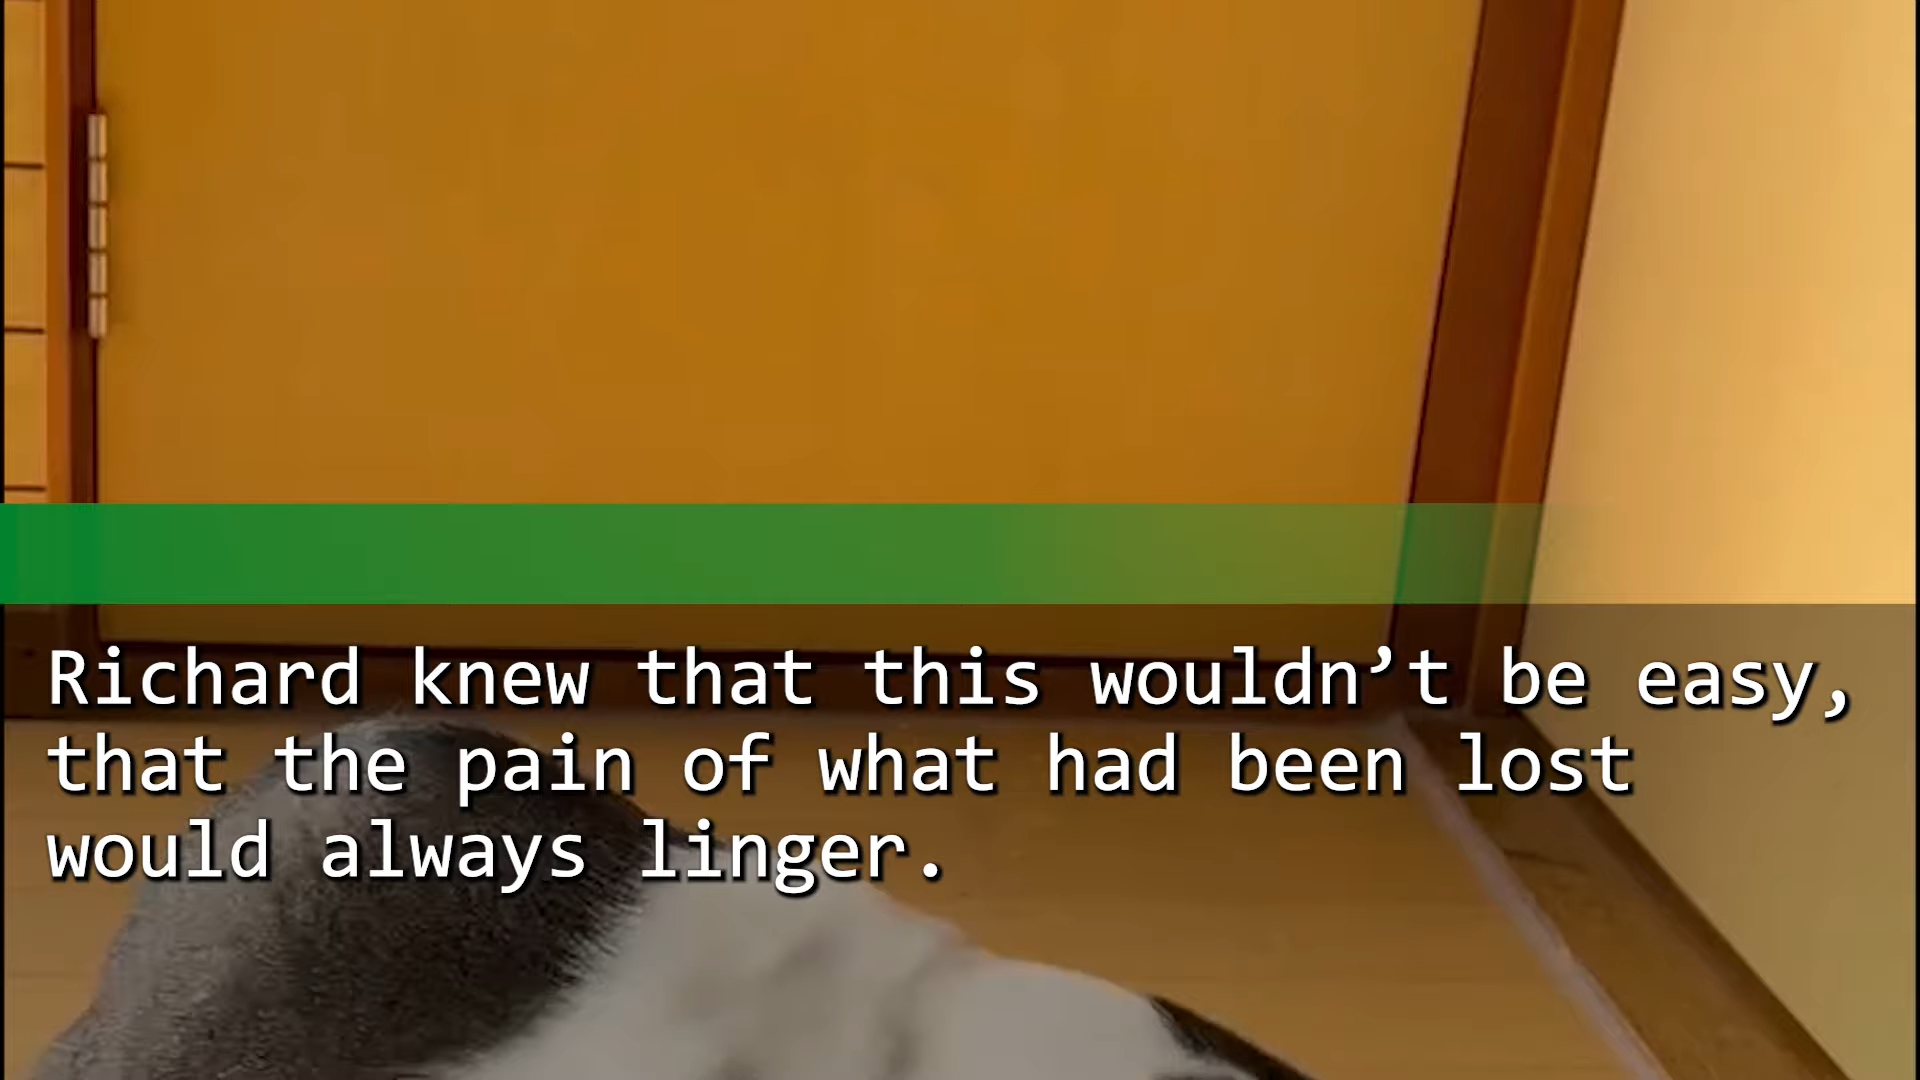 Richard knew that this wouldn’t be easy,
that the pain of what had been lost
would always linger.